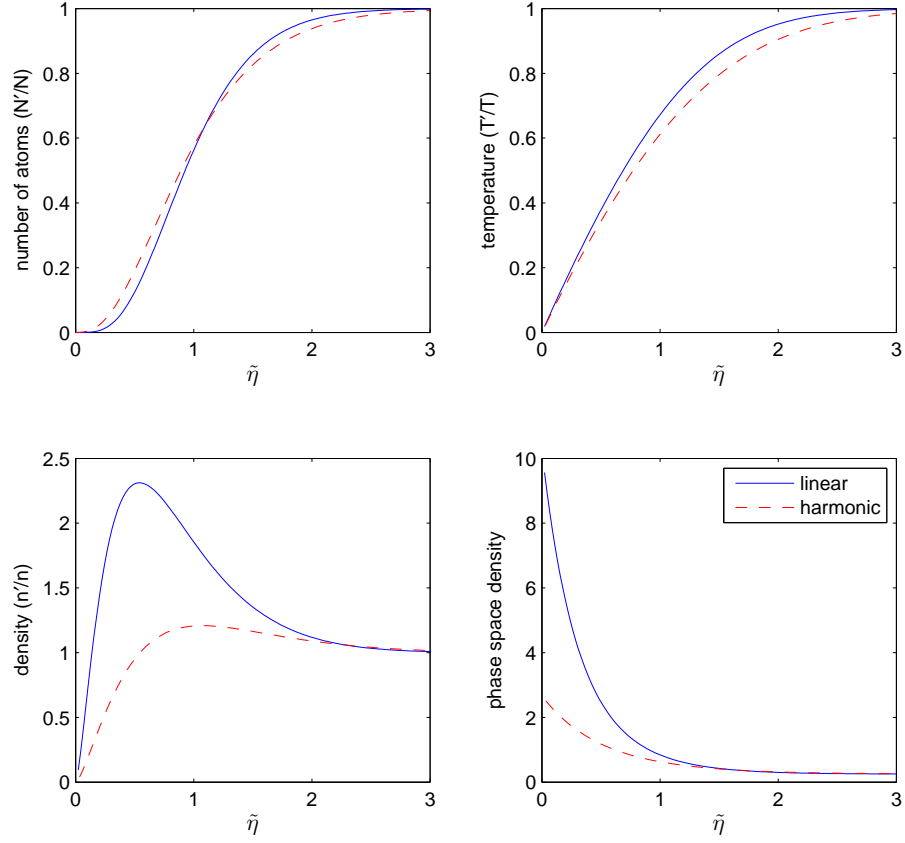 number of atoms (N′/N)
1
0.8
0.6
0.4
0.2
0
0 1 2 3
η̃
temperature (T′/T)
1
0.8
0.6
0.4
0.2
0
0 1 2 3
η̃
density (n′/n)
2.5
2
1.5
1
0.5
0
0 1 2 3
η̃
phase space density
10
8
6
4
2
0
0 1 2 3
η̃
linear
harmonic